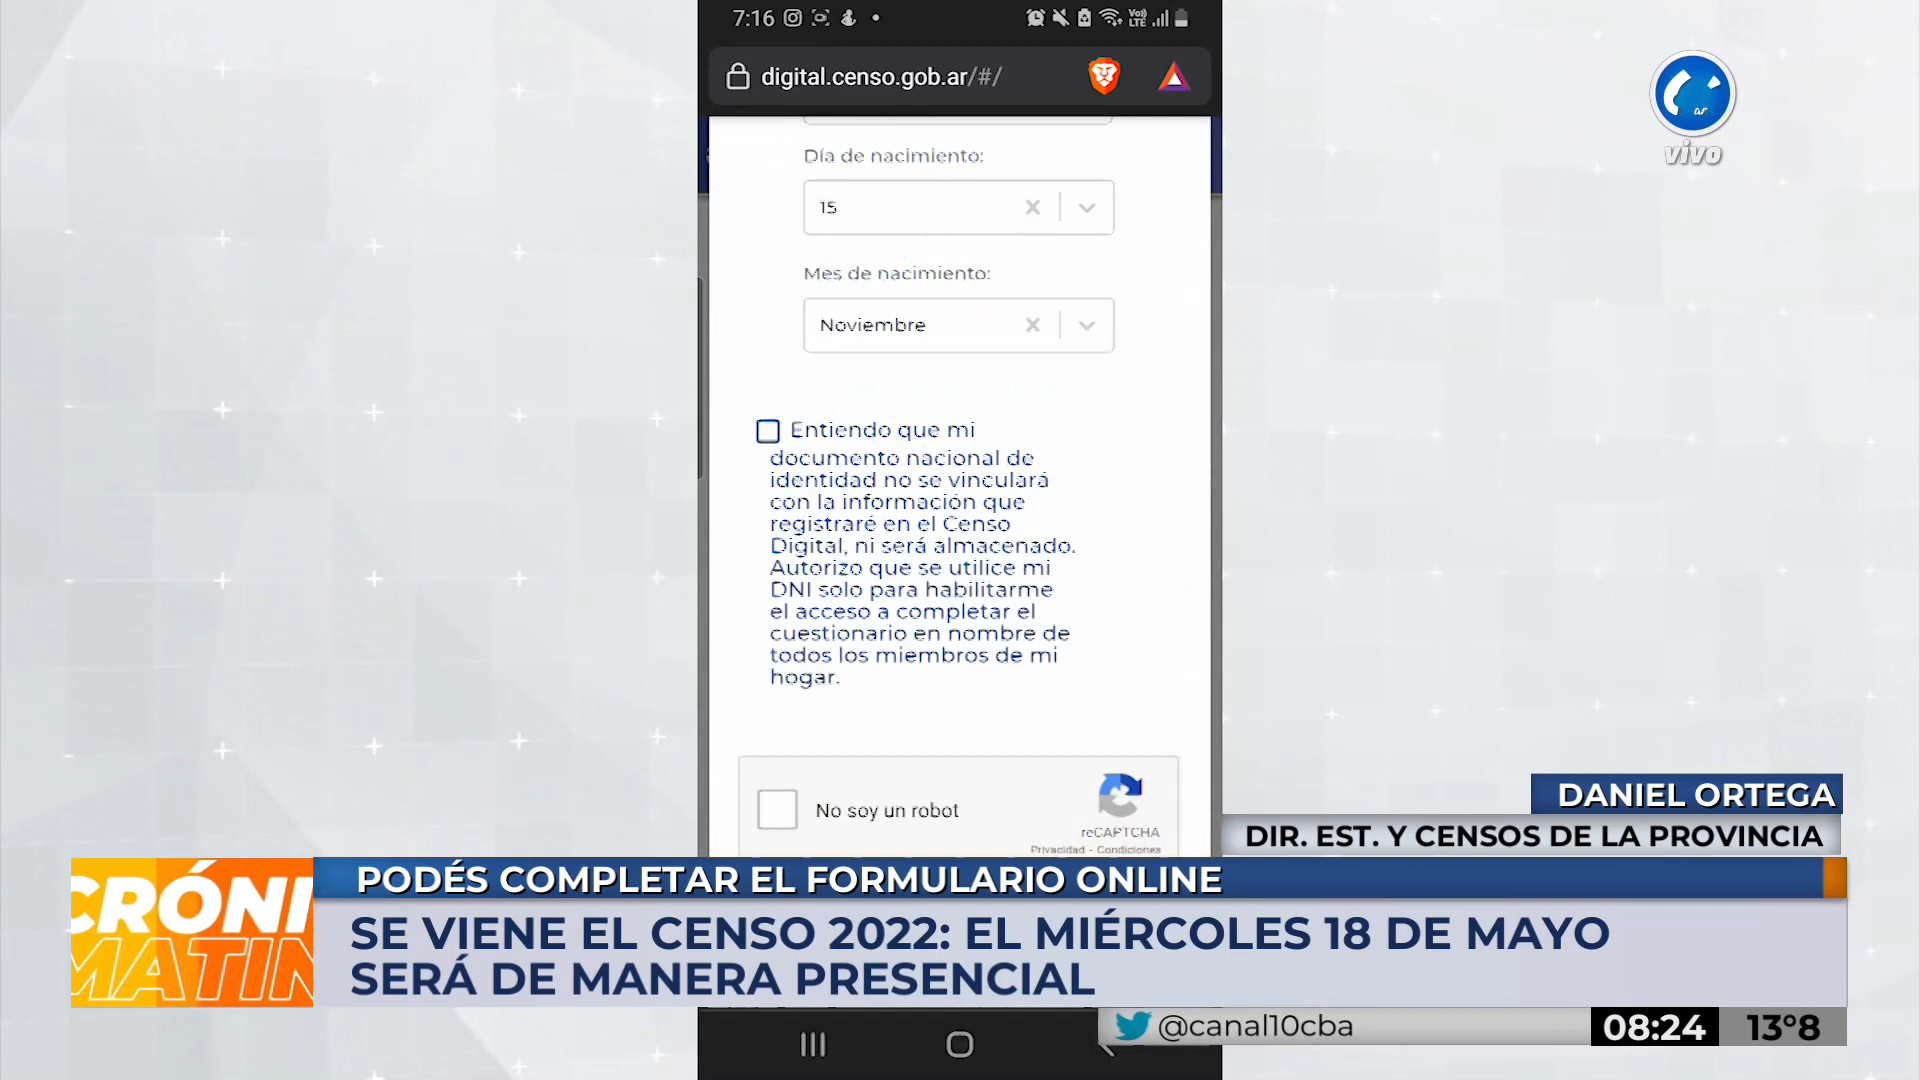 7:16
digital.censo.gob.ar/#/
ar
vivo
Día de nacimiento:
15
Mes de nacimiento:
Noviembre
Entiendo que mi
documento nacional de
identidad no se vinculará
con la información que
registraré en el Censo
Digital, ni será almacenado.
Autorizo que se utilice mi
DNI solo para habilitarme
el acceso a completar el
cuestionario en nombre de
todos los miembros de mi
hogar.
No soy un robot
reCAPTCHA
Privacidad - Condiciones
DANIEL ORTEGA
DIR. EST. Y CENSOS DE LA PROVINCIA
PODÉS COMPLETAR EL FORMULARIO ONLINE
CRÓNI
MATIN
SE VIENE EL CENSO 2022: EL MIÉRCOLES 18 DE MAYO
SERÁ DE MANERA PRESENCIAL
@canal10cba
08:24
13º8